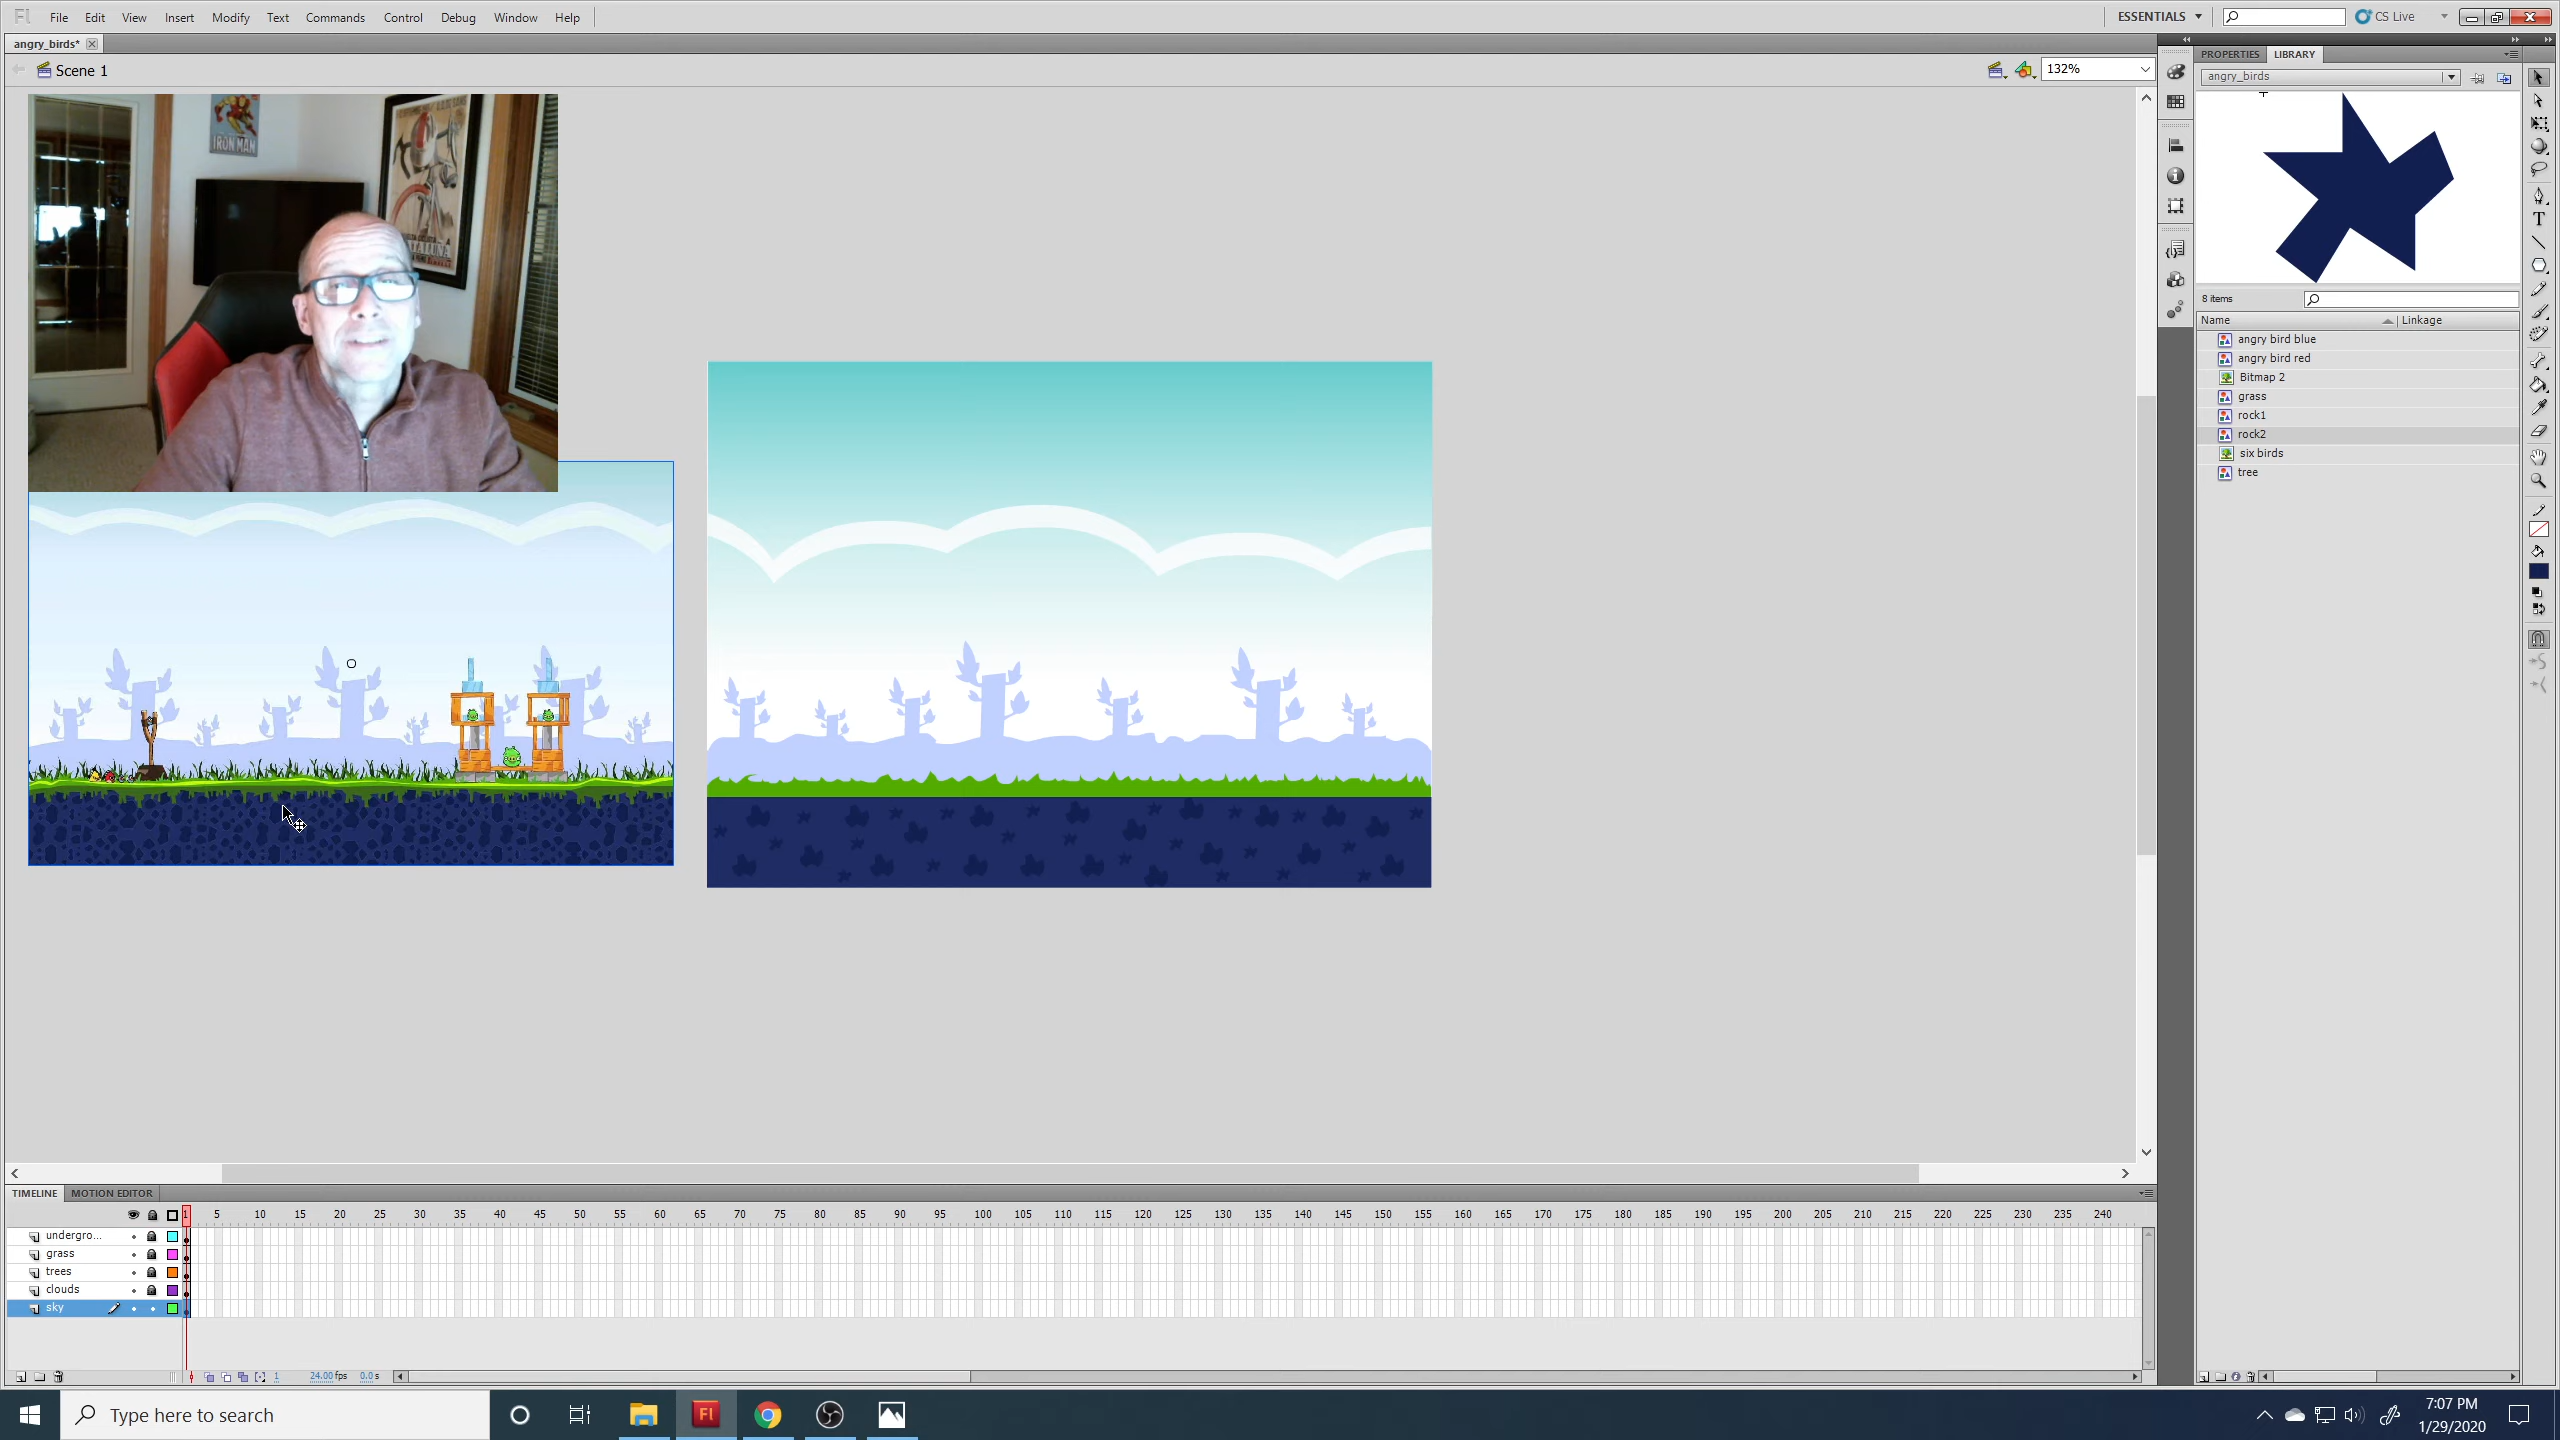 Fl File Edit View Insert Modify Text Commands Control Debug Window Help
ESSENTIALS
CS Live
angry_birds*
Scene 1
132%
IRON MAN
PROPERTIES LIBRARY
angry_birds
8 items
Name Linkage
angry bird blue
angry bird red
Bitmap 2
grass
rock1
rock2
six birds
tree
TIMELINE MOTION EDITOR
1 5 10 15 20 25 30 35 40 45 50 55 60 65 70 75 80 85 90 95 100 105 110 115 120 125 130 135 140 145 150 155 160 165 170 175 180 185 190 195 200 205 210 215 220 225 230 235 240
undergro...
grass
trees
clouds
sky
1 24.00 fps 0.0 s
Type here to search
Fl
7:07 PM
1/29/2020